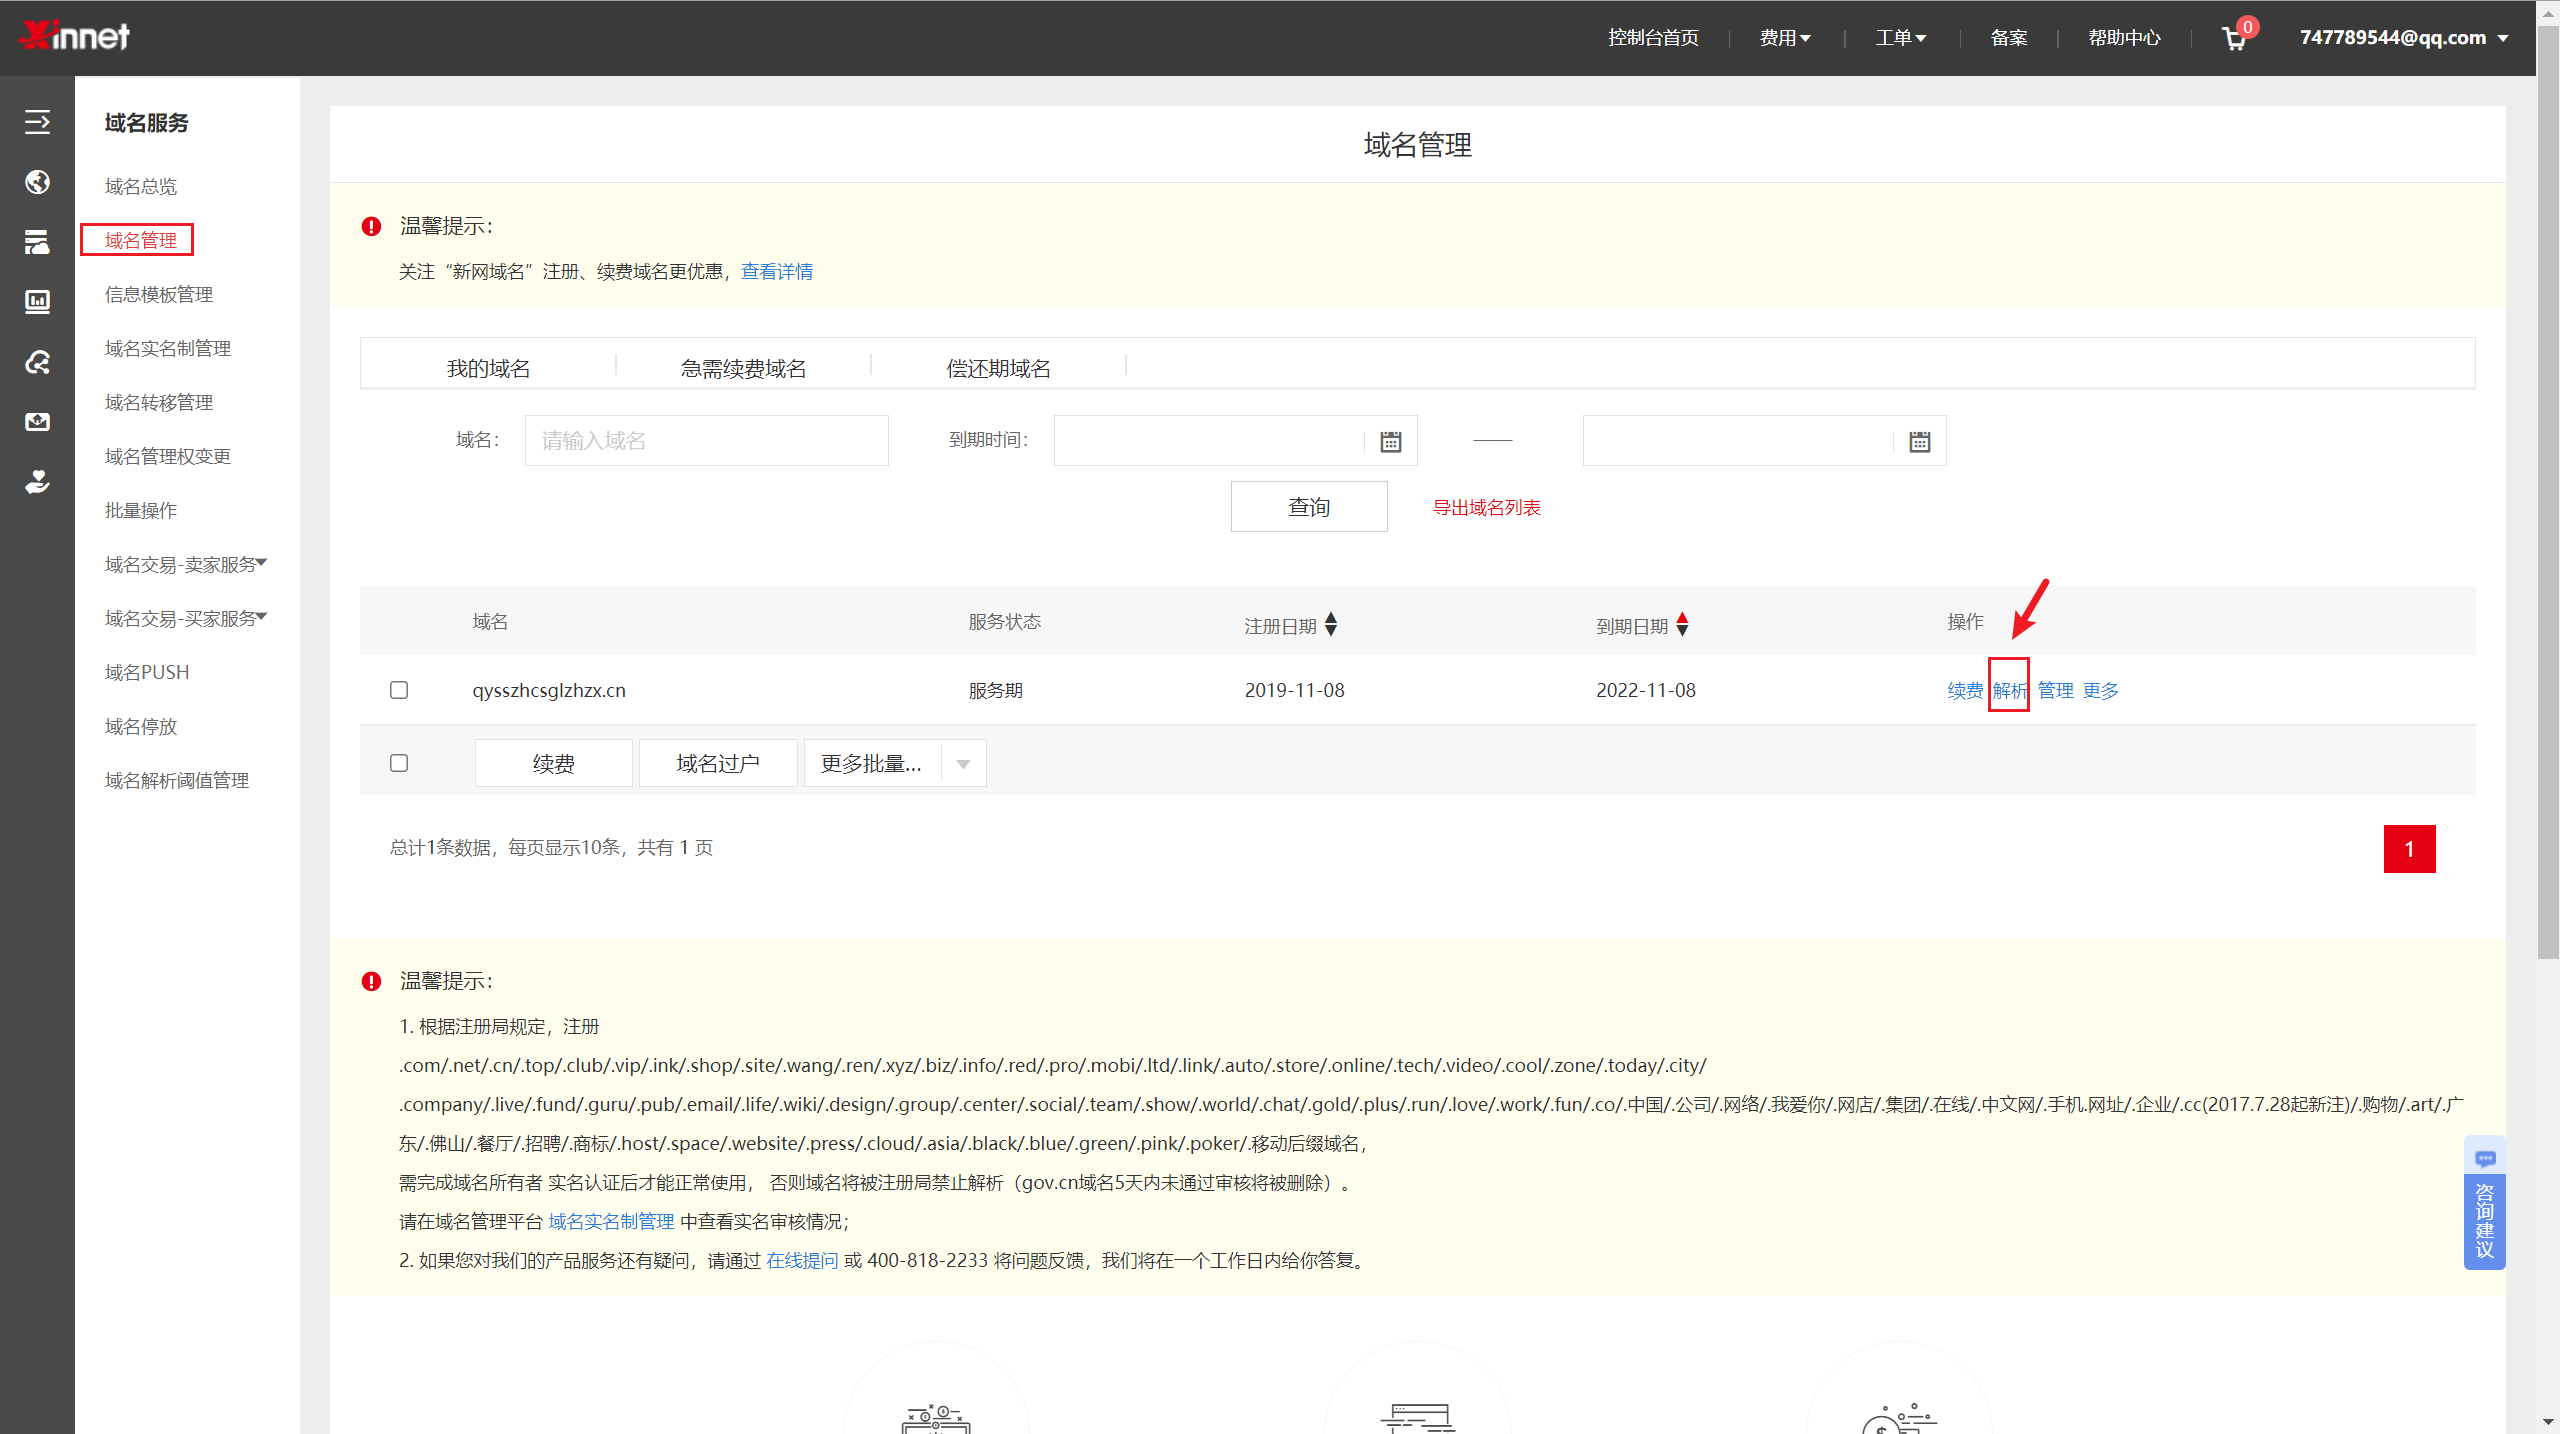 Xinnet
控制台首页
费用
工单
备案
帮助中心
0
747789544@qq.com
域名服务
域名总览
域名管理
信息模板管理
域名实名制管理
域名转移管理
域名管理权变更
批量操作
域名交易-卖家服务
域名交易-买家服务
域名PUSH
域名停放
域名解析阈值管理
域名管理
温馨提示：
关注“新网域名”注册、续费域名更优惠，查看详情
我的域名 急需续费域名 偿还期域名
域名： 请输入域名 到期时间： ——
查询 导出域名列表
域名 服务状态 注册日期 到期日期 操作
qysszhcsglzhzx.cn 服务期 2019-11-08 2022-11-08 续费 解析 管理 更多
续费 域名过户 更多批量...
总计1条数据，每页显示10条，共有 1 页
1
温馨提示：
1. 根据注册局规定，注册
.com/.net/.cn/.top/.club/.vip/.ink/.shop/.site/.wang/.ren/.xyz/.biz/.info/.red/.pro/.mobi/.ltd/.link/.auto/.store/.online/.tech/.video/.cool/.zone/.today/.city/
.company/.live/.fund/.guru/.pub/.email/.life/.wiki/.design/.group/.center/.social/.team/.show/.world/.chat/.gold/.plus/.run/.love/.work/.fun/.co/.中国/.公司/.网络/.我爱你/.网店/.集团/.在线/.中文网/.手机.网址/.企业/.cc(2017.7.28起新注)/.购物/.art/.广
东/.佛山/.餐厅/.招聘/.商标/.host/.space/.website/.press/.cloud/.asia/.black/.blue/.green/.pink/.poker/.移动后缀域名，
需完成域名所有者 实名认证后才能正常使用， 否则域名将被注册局禁止解析（gov.cn域名5天内未通过审核将被删除）。
请在域名管理平台 域名实名制管理 中查看实名审核情况；
2. 如果您对我们的产品服务还有疑问，请通过 在线提问 或 400-818-2233 将问题反馈，我们将在一个工作日内给你答复。
咨询建议